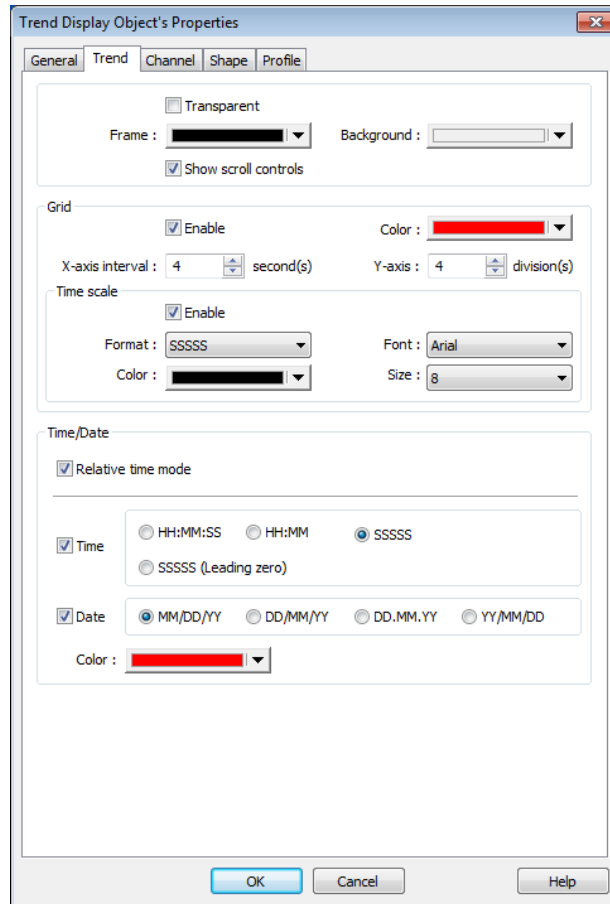 Trend Display Object's Properties
General Trend Channel Shape Profile
Transparent
Frame : Background :
Show scroll controls
Grid
Enable Color :
X-axis interval : 4 second(s) Y-axis : 4 division(s)
Time scale
Enable
Format : SSSSS Font : Arial
Color : Size : 8
Time/Date
Relative time mode
HH:MM:SS HH:MM SSSSS
Time
SSSSS (Leading zero)
Date MM/DD/YY DD/MM/YY DD.MM.YY YY/MM/DD
Color :
OK Cancel Help